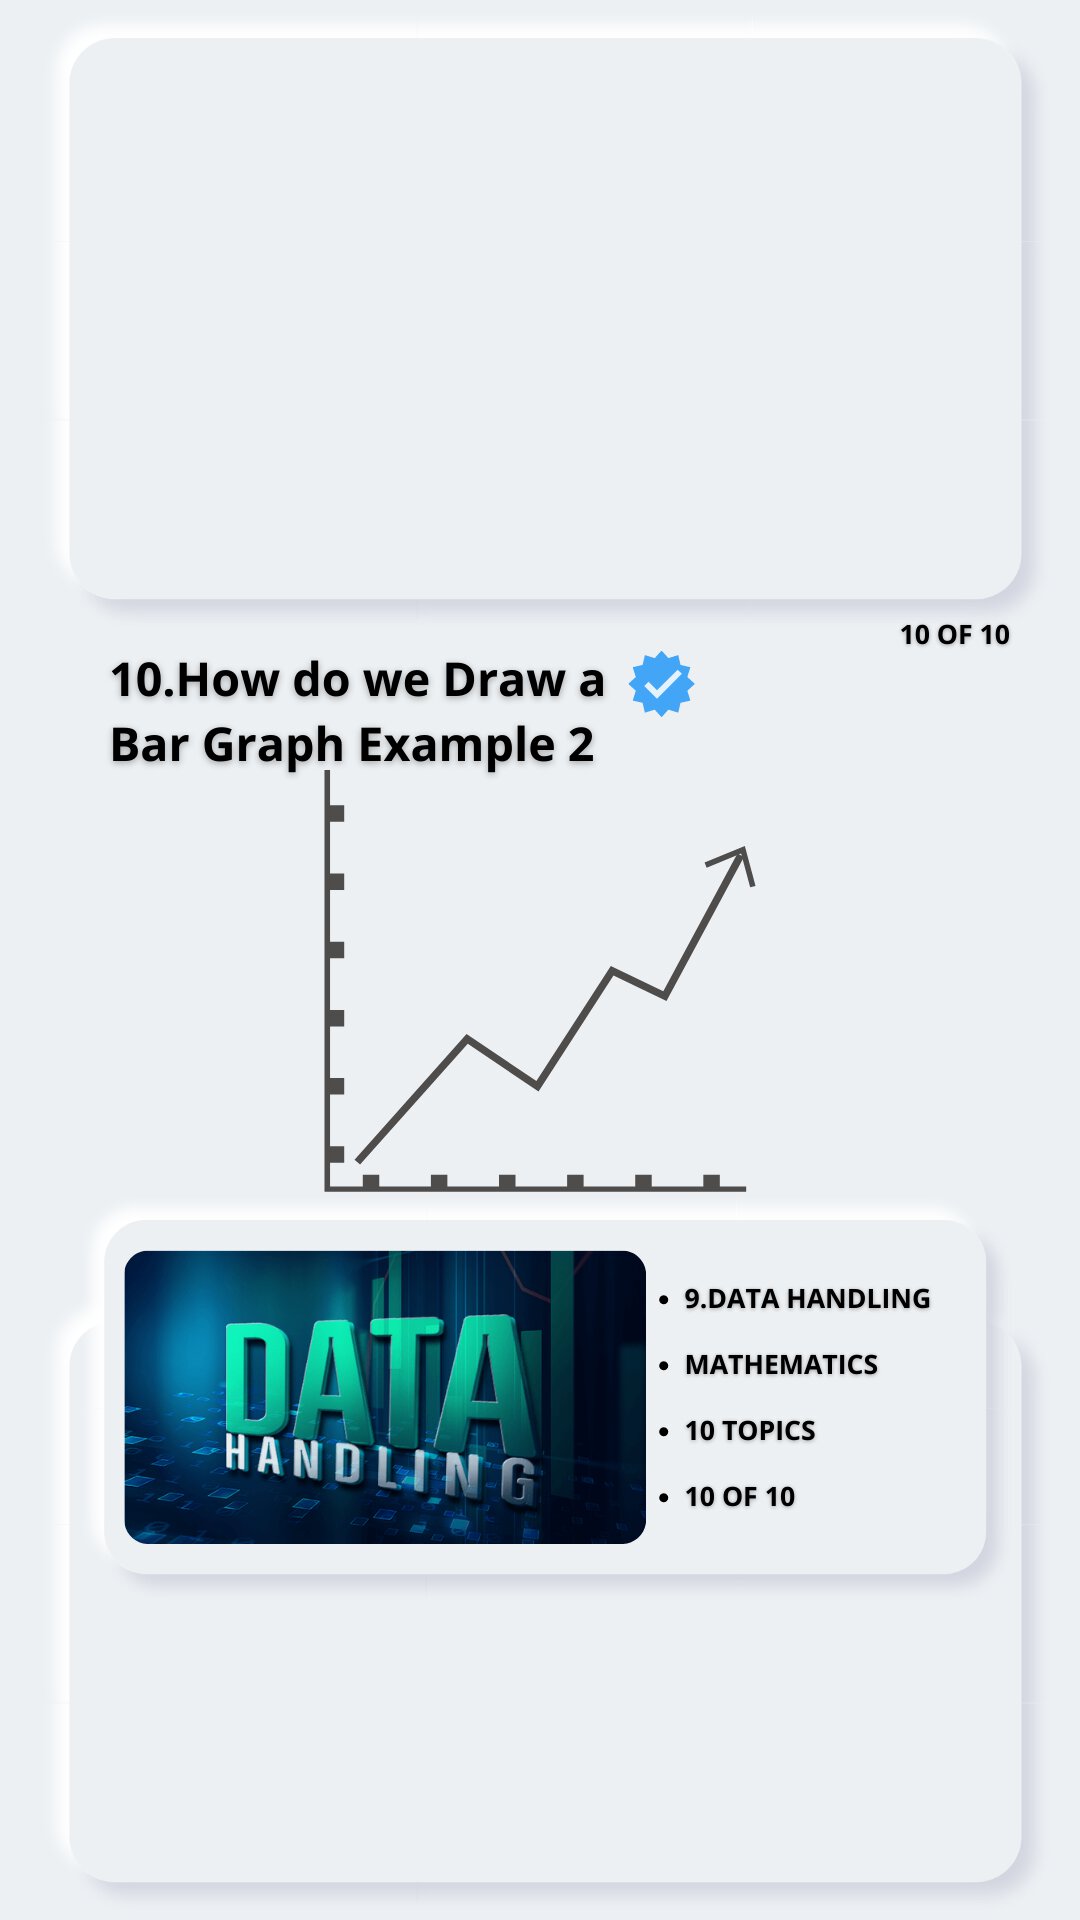 10 OF 10
10.How do we Draw a
Bar Graph Example 2
DATA
HANDLING
• 9.DATA HANDLING
• MATHEMATICS
• 10 TOPICS
• 10 OF 10